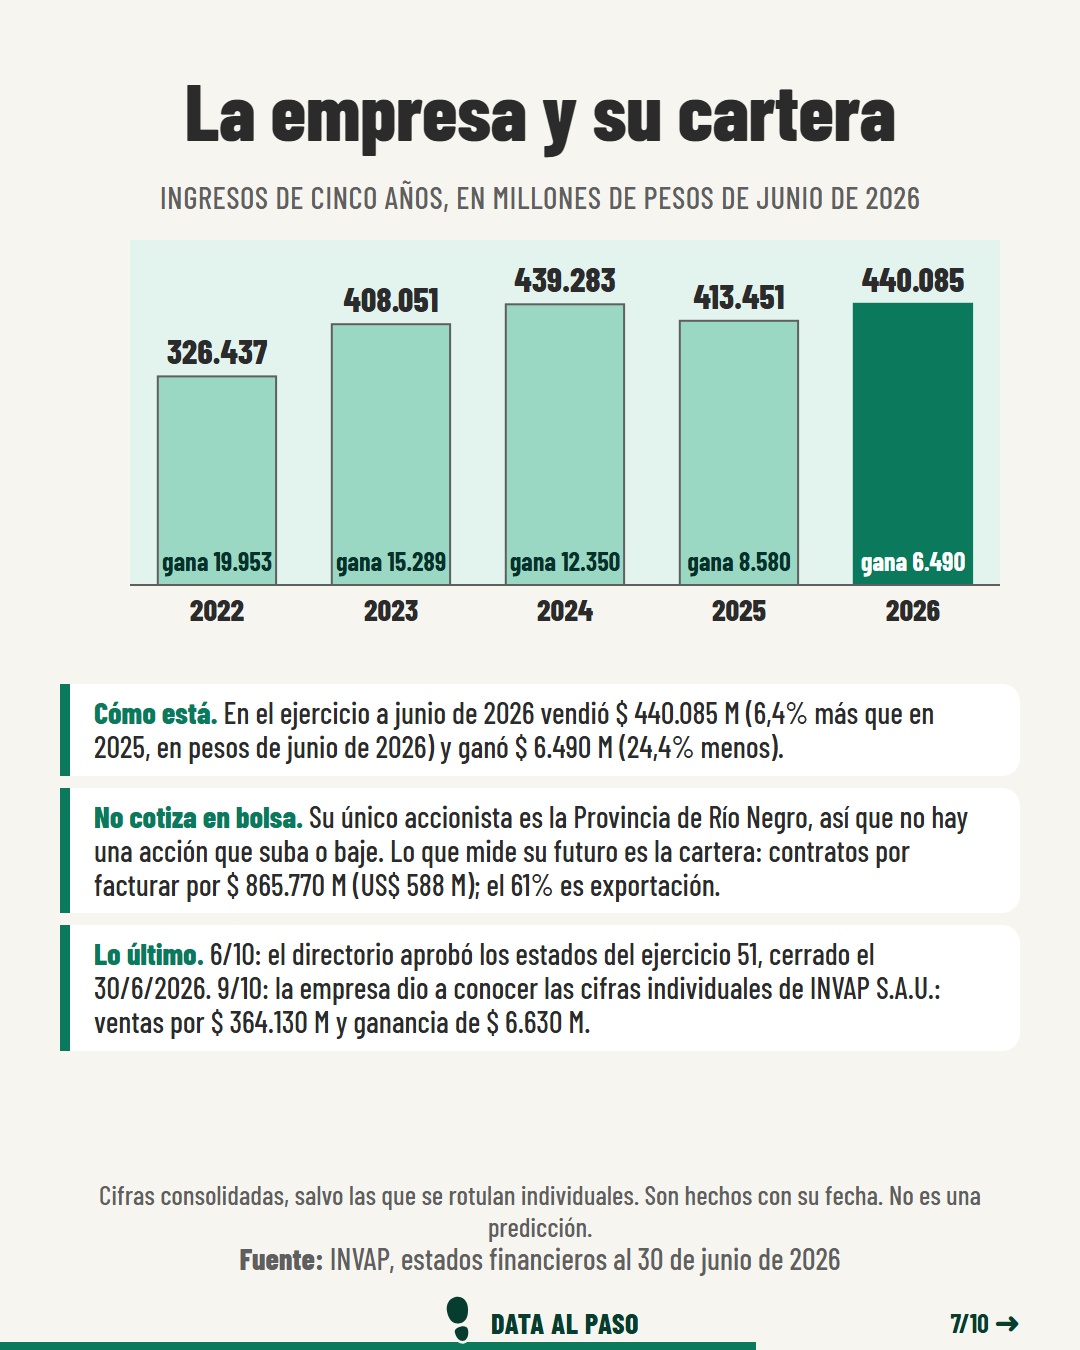 La empresa y su cartera
INGRESOS DE CINCO AÑOS, EN MILLONES DE PESOS DE JUNIO DE 2026
326.437
408.051
439.283
413.451
440.085
gana 19.953
gana 15.289
gana 12.350
gana 8.580
gana 6.490
2022
2023
2024
2025
2026
Cómo está. En el ejercicio a junio de 2026 vendió $ 440.085 M (6,4% más que en
2025, en pesos de junio de 2026) y ganó $ 6.490 M (24,4% menos).
No cotiza en bolsa. Su único accionista es la Provincia de Río Negro, así que no hay
una acción que suba o baje. Lo que mide su futuro es la cartera: contratos por
facturar por $ 865.770 M (US$ 588 M); el 61% es exportación.
Lo último. 6/10: el directorio aprobó los estados del ejercicio 51, cerrado el
30/6/2026. 9/10: la empresa dio a conocer las cifras individuales de INVAP S.A.U.:
ventas por $ 364.130 M y ganancia de $ 6.630 M.
Cifras consolidadas, salvo las que se rotulan individuales. Son hechos con su fecha. No es una
predicción.
Fuente: INVAP, estados financieros al 30 de junio de 2026
DATA AL PASO
7/10 →